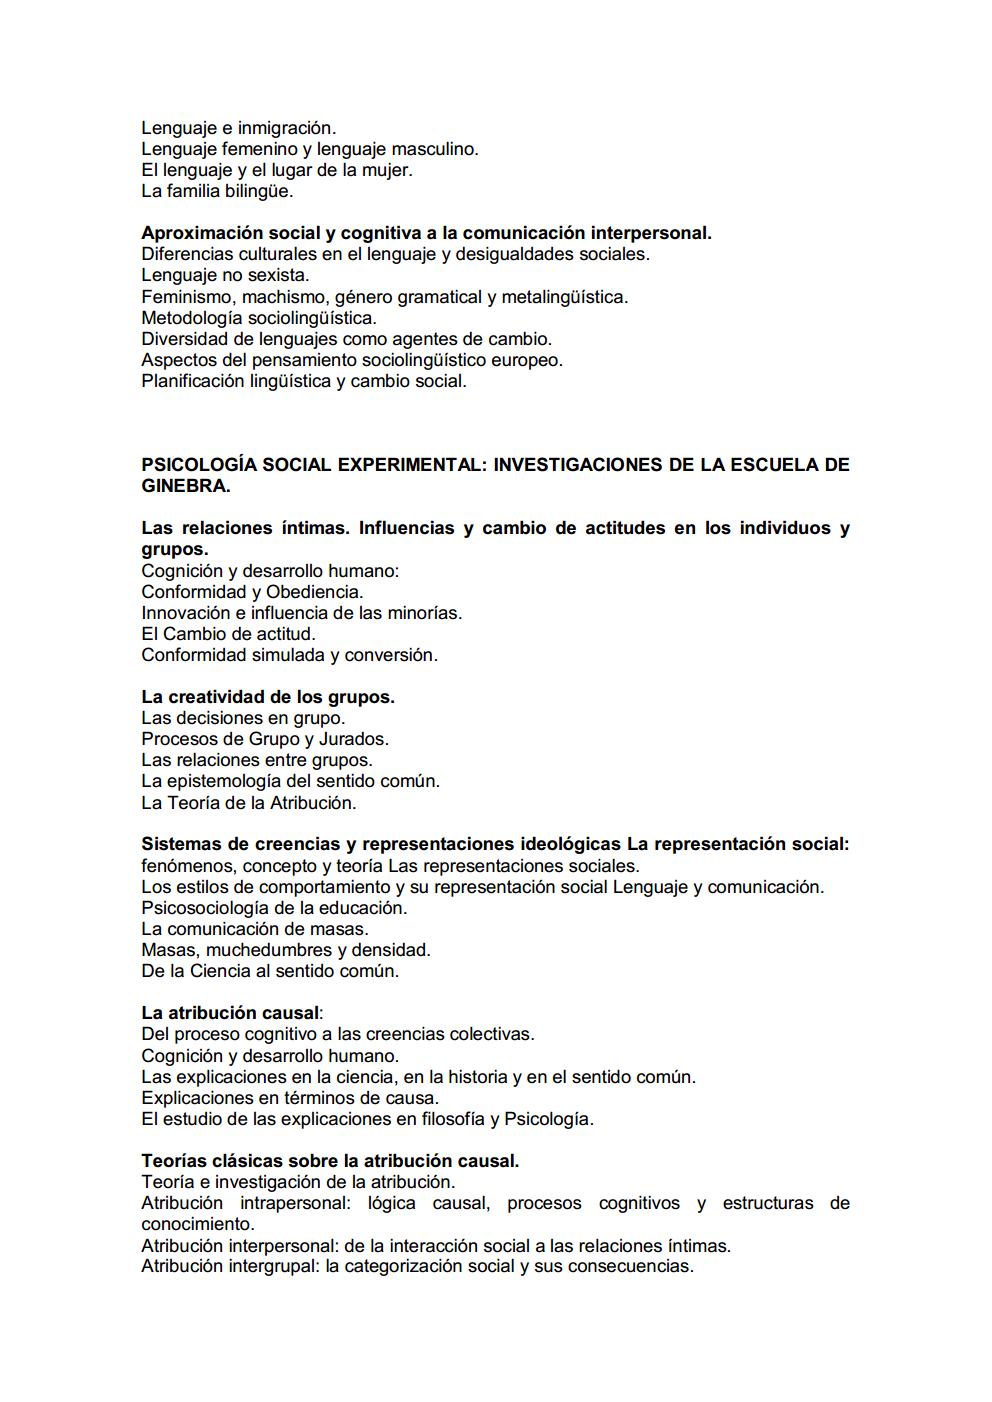 Lenguaje e inmigración.
Lenguaje femenino y lenguaje masculino.
El lenguaje y el lugar de la mujer.
La familia bilingüe.
Aproximación social y cognitiva a la comunicación interpersonal.
Diferencias culturales en el lenguaje y desigualdades sociales.
Lenguaje no sexista.
Feminismo, machismo, género gramatical y metalingüística.
Metodología sociolingüística.
Diversidad de lenguajes como agentes de cambio.
Aspectos del pensamiento sociolingüístico europeo.
Planificación lingüística y cambio social.
PSICOLOGÍA SOCIAL EXPERIMENTAL: INVESTIGACIONES DE LA ESCUELA DE
GINEBRA.
Las relaciones íntimas. Influencias y cambio de actitudes en los individuos y
grupos.
Cognición y desarrollo humano:
Conformidad y Obediencia.
Innovación e influencia de las minorías.
El Cambio de actitud.
Conformidad simulada y conversión.
La creatividad de los grupos.
Las decisiones en grupo.
Procesos de Grupo y Jurados.
Las relaciones entre grupos.
La epistemología del sentido común.
La Teoría de la Atribución.
Sistemas de creencias y representaciones ideológicas La representación social:
fenómenos, concepto y teoría Las representaciones sociales.
Los estilos de comportamiento y su representación social Lenguaje y comunicación.
Psicosociología de la educación.
La comunicación de masas.
Masas, muchedumbres y densidad.
De la Ciencia al sentido común.
La atribución causal:
Del proceso cognitivo a las creencias colectivas.
Cognición y desarrollo humano.
Las explicaciones en la ciencia, en la historia y en el sentido común.
Explicaciones en términos de causa.
El estudio de las explicaciones en filosofía y Psicología.
Teorías clásicas sobre la atribución causal.
Teoría e investigación de la atribución.
Atribución intrapersonal: lógica causal, procesos cognitivos y estructuras de
conocimiento.
Atribución interpersonal: de la interacción social a las relaciones íntimas.
Atribución intergrupal: la categorización social y sus consecuencias.